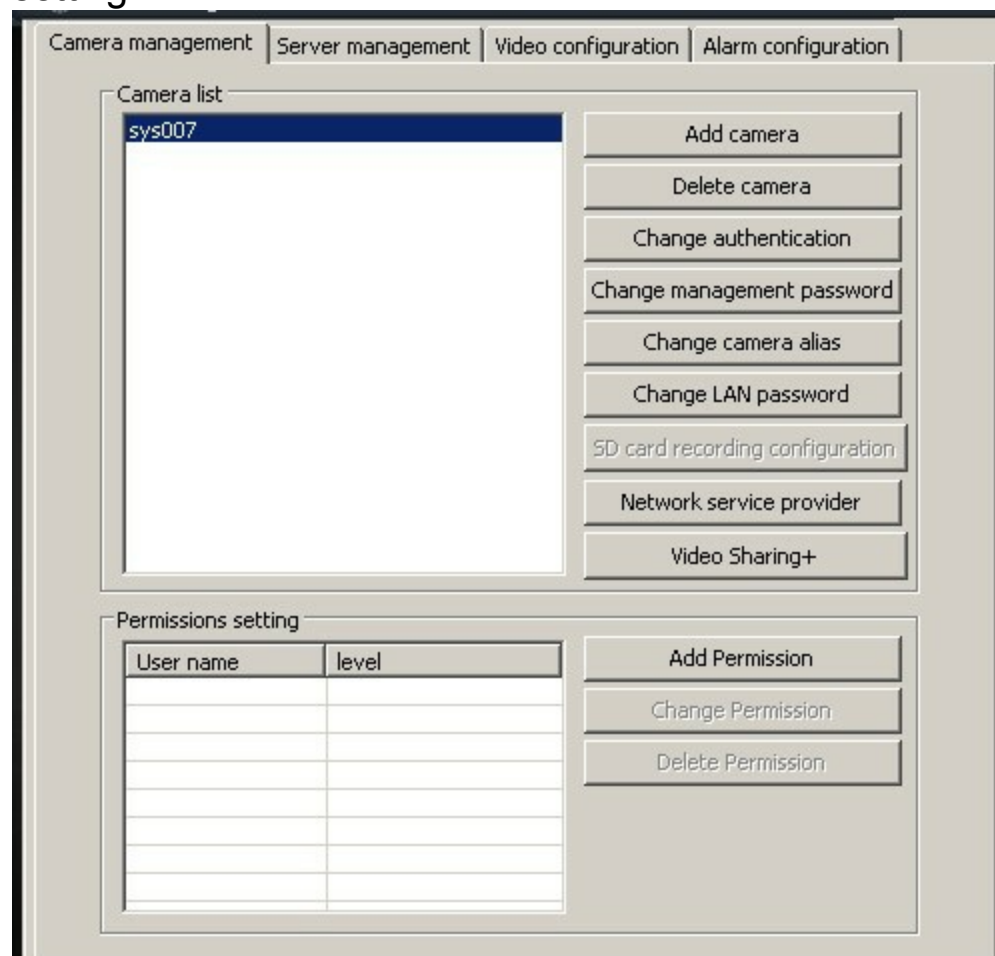 Camera management Server management Video configuration Alarm configuration
Camera list
sys007
Add camera
Delete camera
Change authentication
Change management password
Change camera alias
Change LAN password
SD card recording configuration
Network service provider
Video Sharing+
Permissions setting
User name level
Add Permission
Change Permission
Delete Permission